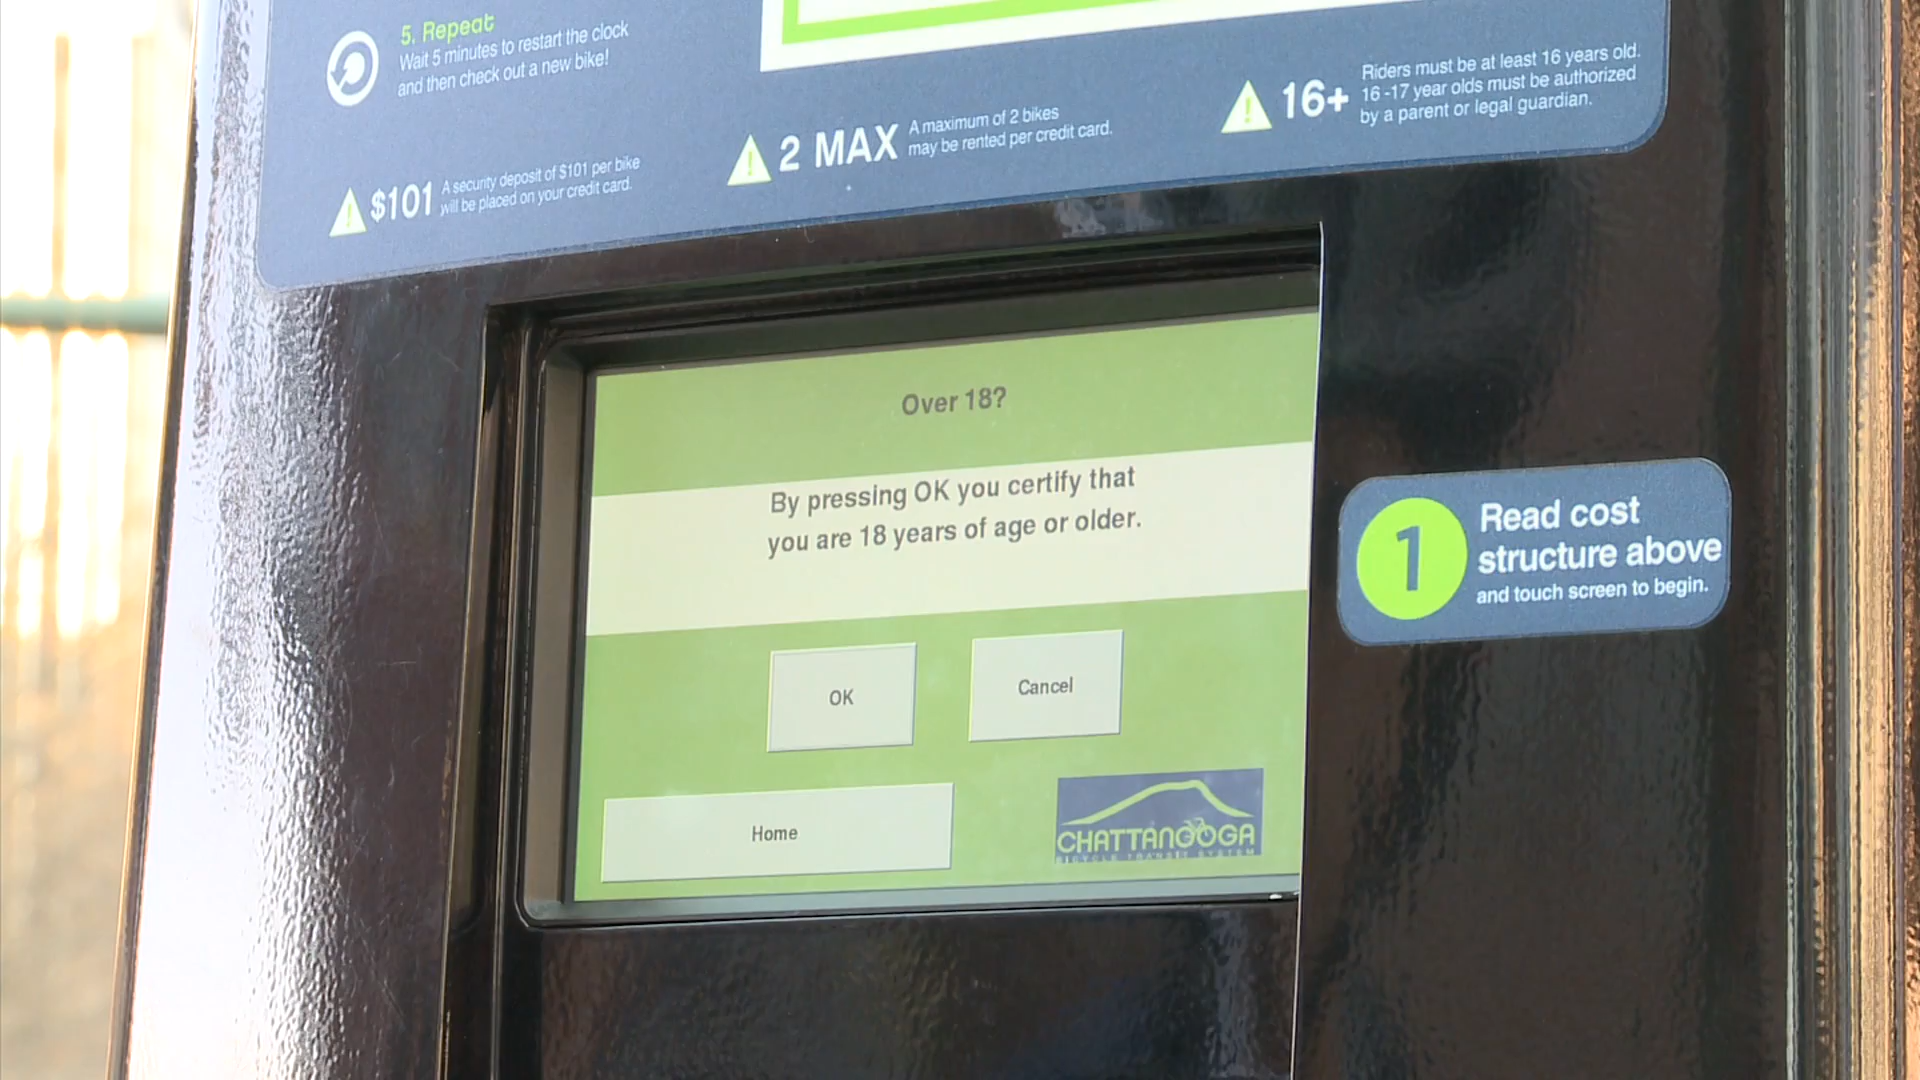 5. Repeat
Wait 5 minutes to restart the clock
and then check out a new bike!
$101
A security deposit of $101 per bike
will be placed on your credit card.
2 MAX
A maximum of 2 bikes
may be rented per credit card.
16+
Riders must be at least 16 years old.
16 -17 year olds must be authorized
by a parent or legal guardian.
Over 18?
By pressing OK you certify that
you are 18 years of age or older.
OK
Cancel
Home
CHATTANOOGA
BICYCLE TRANSIT SYSTEM
1
Read cost
structure above
and touch screen to begin.